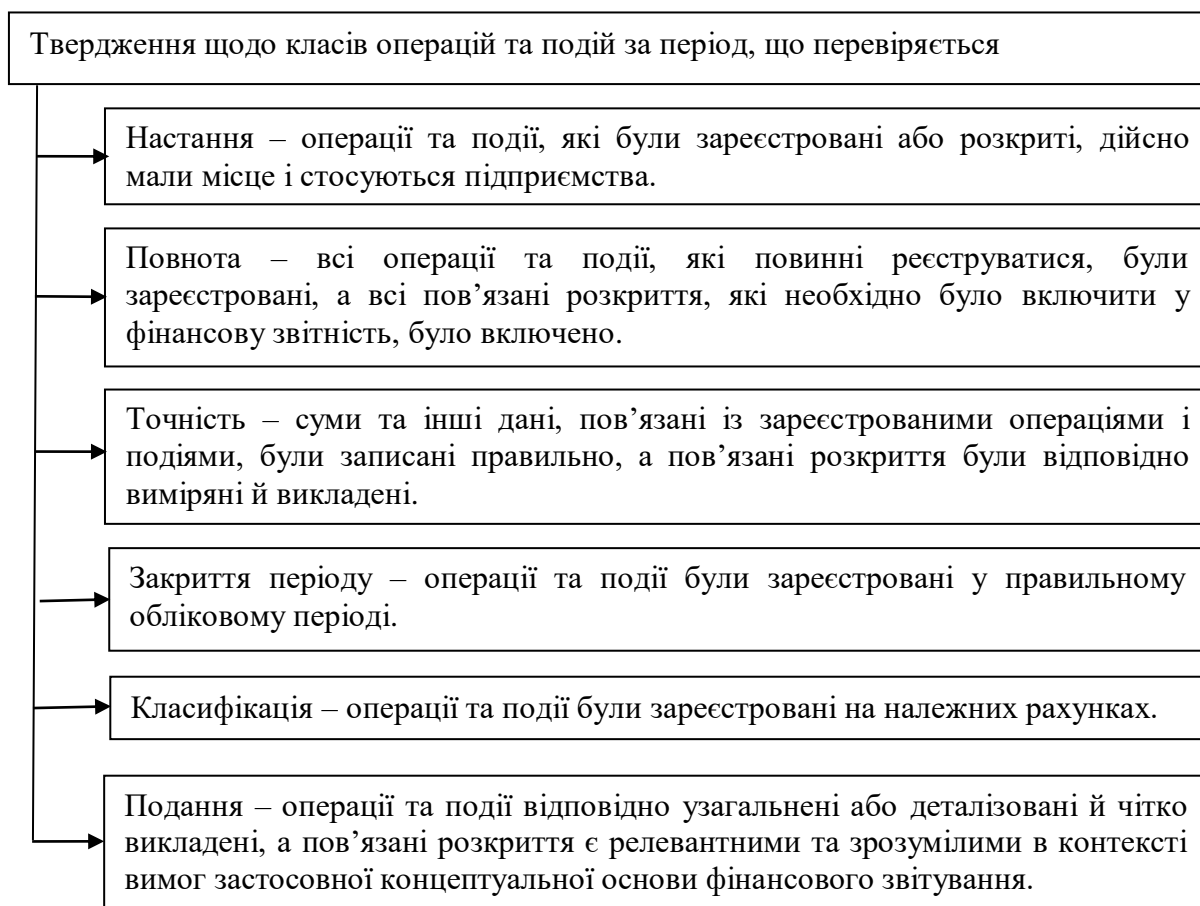 Твердження щодо класів операцій та подій за період, що перевіряється
Настання – операції та події, які були зареєстровані або розкриті, дійсно
мали місце і стосуються підприємства.
Повнота – всі операції та події, які повинні реєструватися, були
зареєстровані, а всі пов’язані розкриття, які необхідно було включити у
фінансову звітність, було включено.
Точність – суми та інші дані, пов’язані із зареєстрованими операціями і
подіями, були записані правильно, а пов’язані розкриття були відповідно
виміряні й викладені.
Закриття періоду – операції та події були зареєстровані у правильному
обліковому періоді.
Класифікація – операції та події були зареєстровані на належних рахунках.
Подання – операції та події відповідно узагальнені або деталізовані й чітко
викладені, а пов’язані розкриття є релевантними та зрозумілими в контексті
вимог застосовної концептуальної основи фінансового звітування.